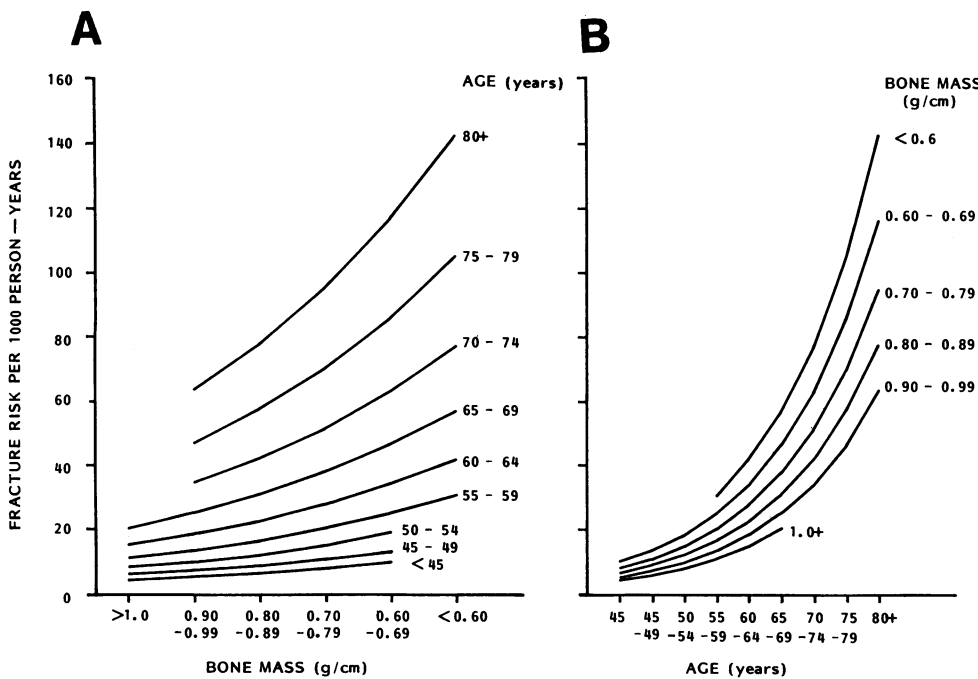 A
B
FRACTURE RISK PER 1000 PERSON—YEARS
160
140
120
100
80
60
40
20
0
AGE (years)
80+
75 - 79
70 - 74
65 - 69
60 - 64
55 - 59
50 - 54
45 - 49
<45
>1.0 0.90 0.80 0.70 0.60 <0.60
-0.99 -0.89 -0.79 -0.69
BONE MASS (g/cm)
BONE MASS
(g/cm)
<0.6
0.60 - 0.69
0.70 - 0.79
0.80 - 0.89
0.90 - 0.99
1.0+
45 45 50 55 60 65 70 75 80+
-49 -54 -59 -64 -69 -74 -79
AGE (years)